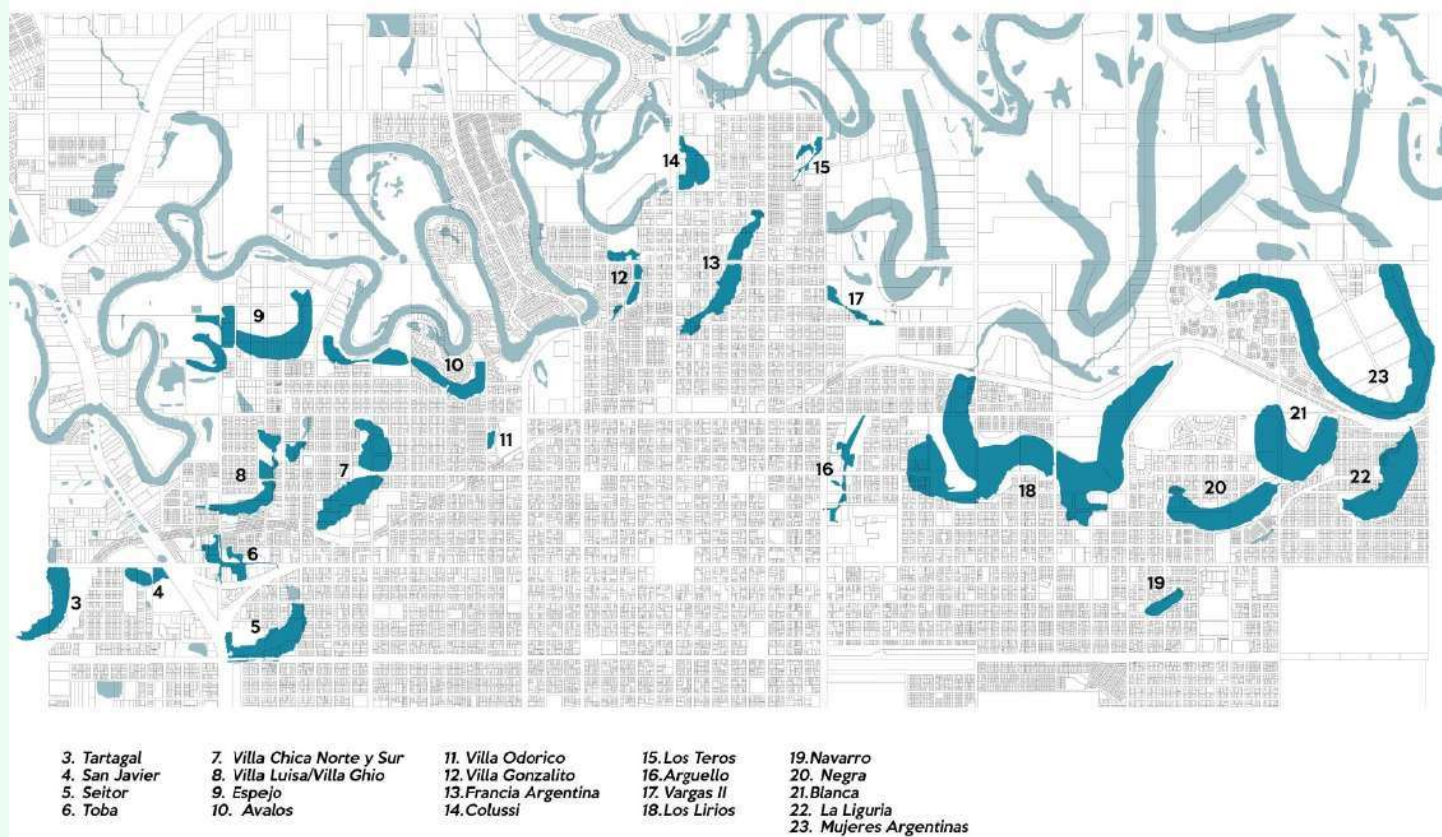 14
15
12
13
17
9
10
23
21
11
7
8
16
18
20
22
6
3
4
19
5
3. Tartagal
4. San Javier
5. Seitor
6. Toba
7. Villa Chica Norte y Sur
8. Villa Luisa/Villa Ghio
9. Espejo
10. Avalos
11. Villa Odorico
12. Villa Gonzalito
13. Francia Argentina
14. Colussi
15. Los Teros
16. Arguello
17. Vargas II
18. Los Lirios
19. Navarro
20. Negra
21. Blanca
22. La Liguria
23. Mujeres Argentinas